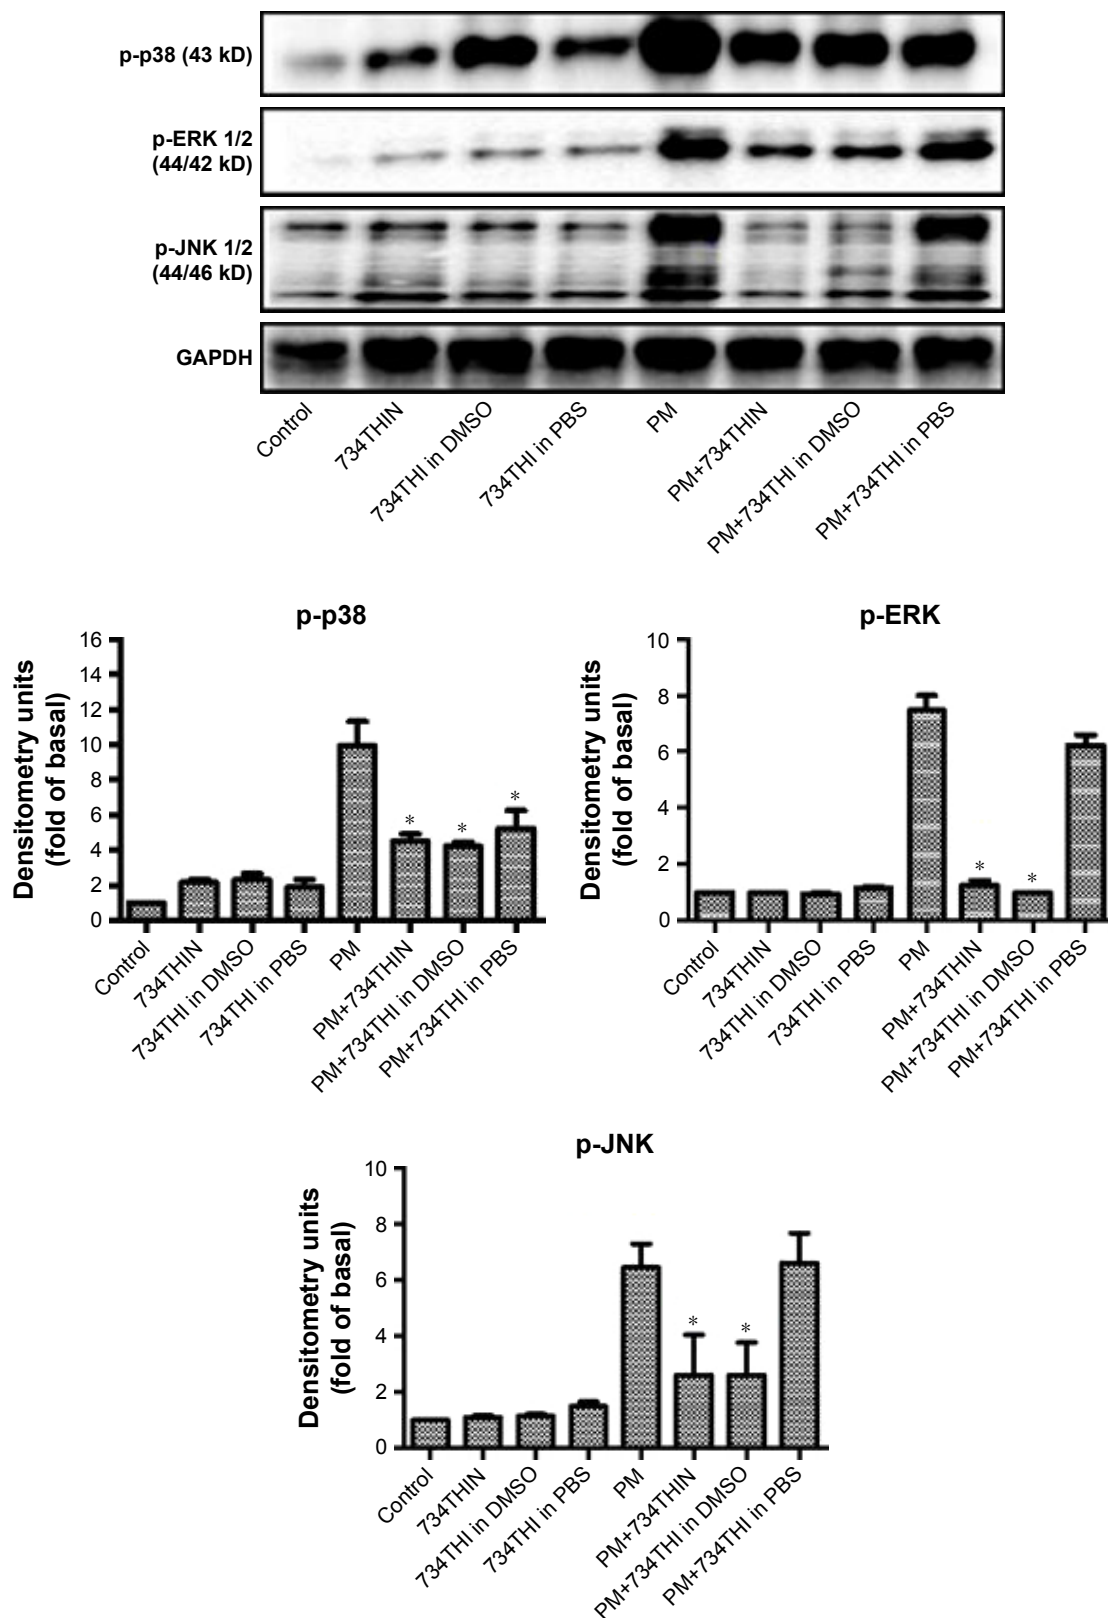 p-p38 (43 kD)
p-ERK 1/2
(44/42 kD)
p-JNK 1/2
(44/46 kD)
GAPDH
Control
734THIN
734THI in DMSO
734THI in PBS
PM
PM+734THIN
PM+734THI in DMSO
PM+734THI in PBS
p-p38
Densitometry units
(fold of basal)
16
14
12
10
8
6
4
2
0
*
*
*
Control
734THIN
734THI in DMSO
734THI in PBS
PM
PM+734THIN
PM+734THI in DMSO
PM+734THI in PBS
p-ERK
Densitometry units
(fold of basal)
10
8
6
4
2
0
*
*
Control
734THIN
734THI in DMSO
734THI in PBS
PM
PM+734THIN
PM+734THI in DMSO
PM+734THI in PBS
p-JNK
Densitometry units
(fold of basal)
10
8
6
4
2
0
*
*
Control
734THIN
734THI in DMSO
734THI in PBS
PM
PM+734THIN
PM+734THI in DMSO
PM+734THI in PBS